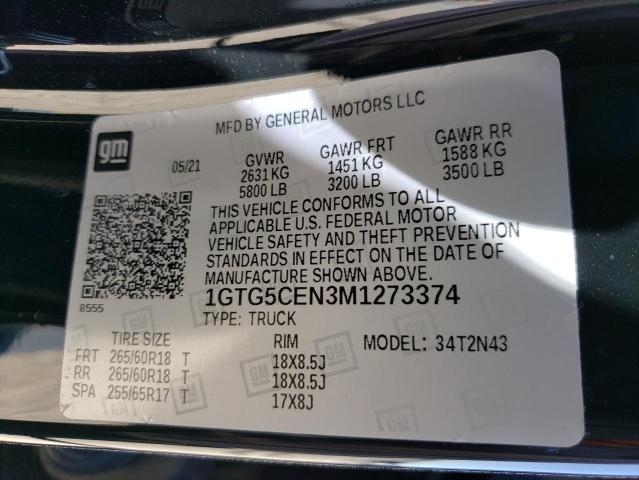 MFD BY GENERAL MOTORS LLC
gm
05/21 GVWR GAWR FRT GAWR RR
2631 KG 1451 KG 1588 KG
5800 LB 3200 LB 3500 LB
THIS VEHICLE CONFORMS TO ALL
APPLICABLE U.S. FEDERAL MOTOR
VEHICLE SAFETY AND THEFT PREVENTION
STANDARDS IN EFFECT ON THE DATE OF
MANUFACTURE SHOWN ABOVE.
8555
1GTG5CEN3M1273374
TYPE: TRUCK
TIRE SIZE RIM MODEL: 34T2N43
FRT 265/60R18 T 18X8.5J
RR 265/60R18 T 18X8.5J
SPA 255/65R17 T 17X8J